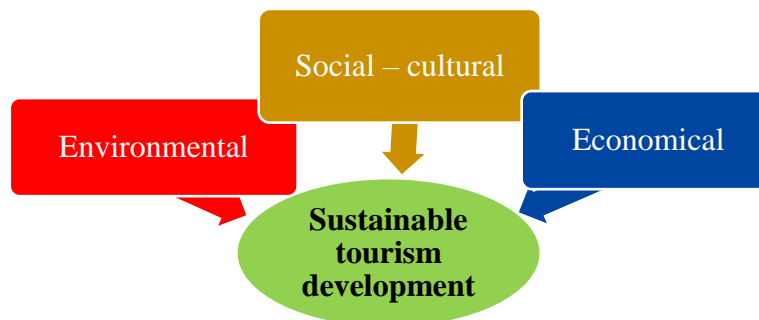 Social – cultural
Environmental
Economical
Sustainable
tourism
development